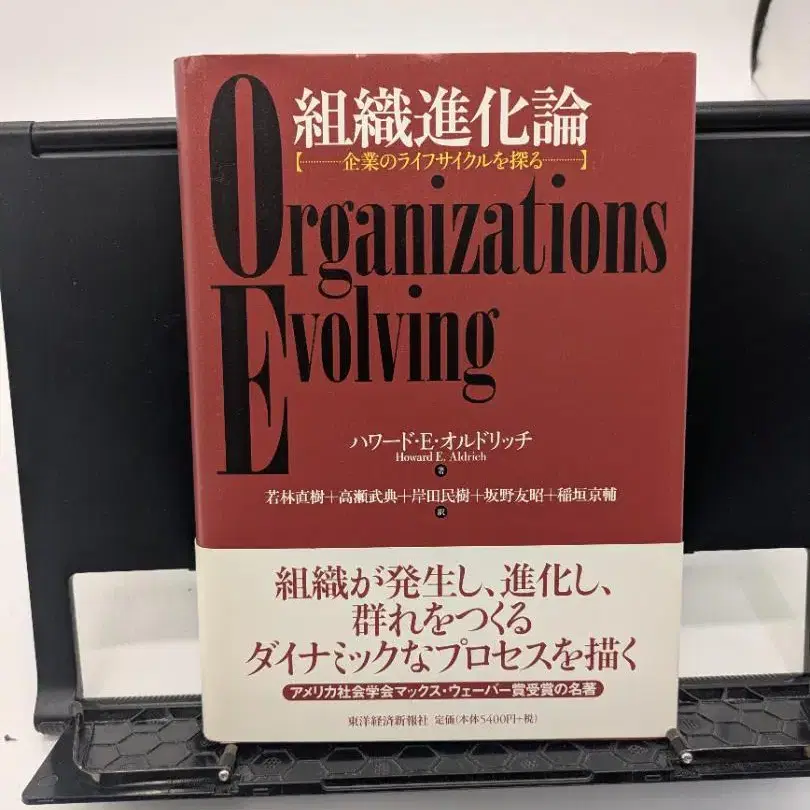 組織進化論
【…………企業のライフサイクルを探る…………】
Organizations
Evolving
ハワード・E・オルドリッチ
Howard E. Aldrich
著
若林直樹+高瀬武典+岸田民樹+坂野友昭+稲垣京輔
訳
組織が発生し、進化し、
群れをつくる
ダイナミックなプロセスを描く
アメリカ社会学会マックス・ウェーバー賞受賞の名著
東洋経済新報社 定価(本体5400円+税)